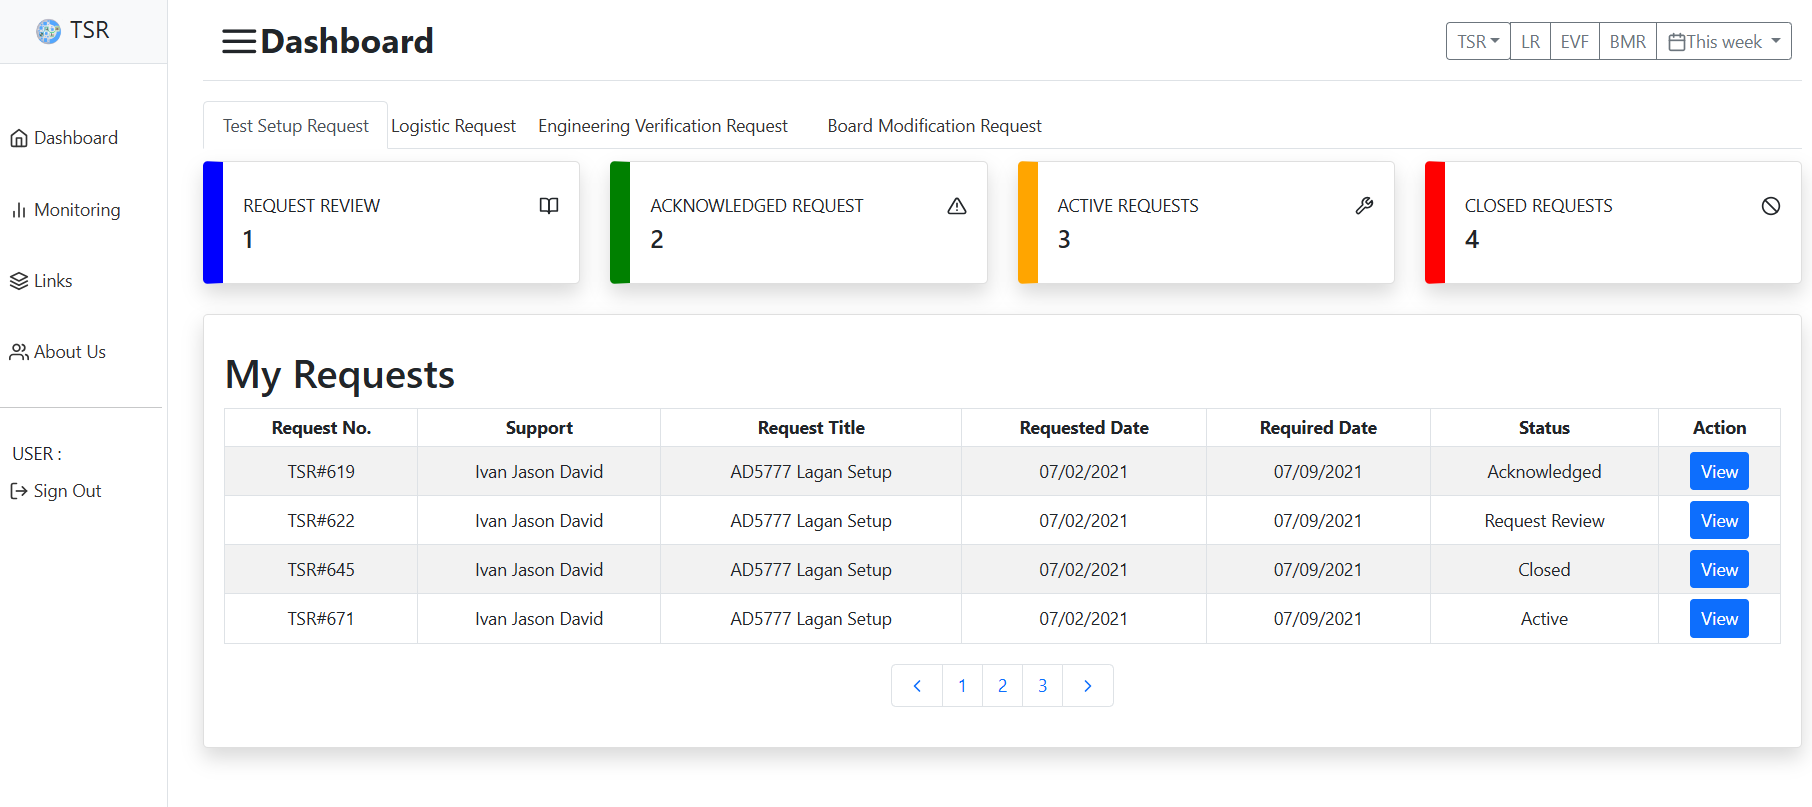 TSR
Dashboard
Monitoring
Links
About Us
USER :
Sign Out
Dashboard
TSR LR EVF BMR This week
Test Setup Request Logistic Request Engineering Verification Request Board Modification Request
REQUEST REVIEW
1
ACKNOWLEDGED REQUEST
2
ACTIVE REQUESTS
3
CLOSED REQUESTS
4
My Requests
Request No. Support Request Title Requested Date Required Date Status Action
TSR#619 Ivan Jason David AD5777 Lagan Setup 07/02/2021 07/09/2021 Acknowledged View
TSR#622 Ivan Jason David AD5777 Lagan Setup 07/02/2021 07/09/2021 Request Review View
TSR#645 Ivan Jason David AD5777 Lagan Setup 07/02/2021 07/09/2021 Closed View
TSR#671 Ivan Jason David AD5777 Lagan Setup 07/02/2021 07/09/2021 Active View
1 2 3